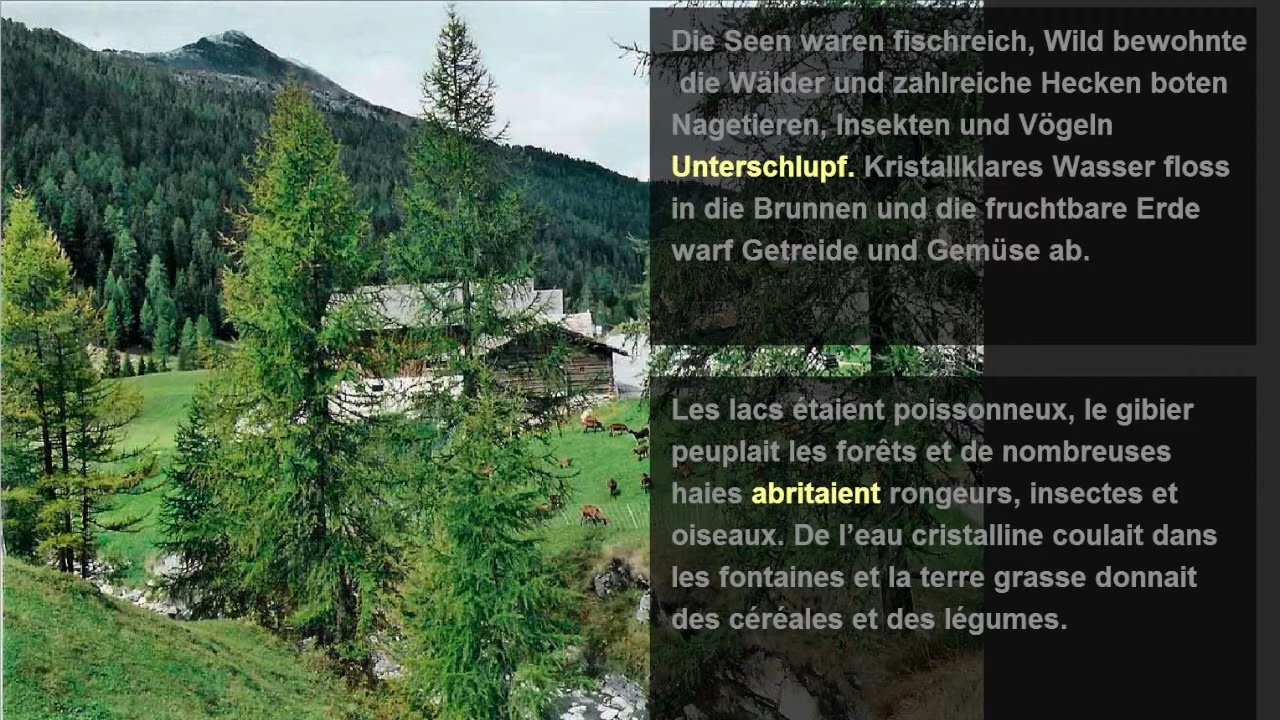 Die Seen waren fischreich, Wild bewohnte
die Wälder und zahlreiche Hecken boten
Nagetieren, Insekten und Vögeln
Unterschlupf. Kristallklares Wasser floss
in die Brunnen und die fruchtbare Erde
warf Getreide und Gemüse ab.
Les lacs étaient poissonneux, le gibier
peuplait les forêts et de nombreuses
haies abritaient rongeurs, insectes et
oiseaux. De l’eau cristalline coulait dans
les fontaines et la terre grasse donnait
des céréales et des légumes.